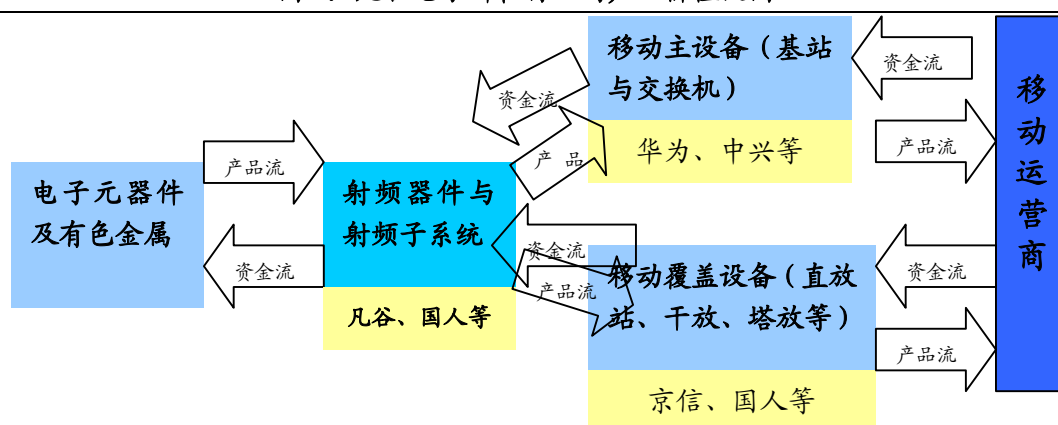 产品流
电子元器件
及有色金属
资金流
射频器件与
射频子系统
凡谷、国人等
资金流
产 品
资金流
产品流
移动主设备（基站
与交换机）
华为、中兴等
移动覆盖设备（直放
站、干放、塔放等）
京信、国人等
资金流
产品流
资金流
产品流
移
动
运
营
商